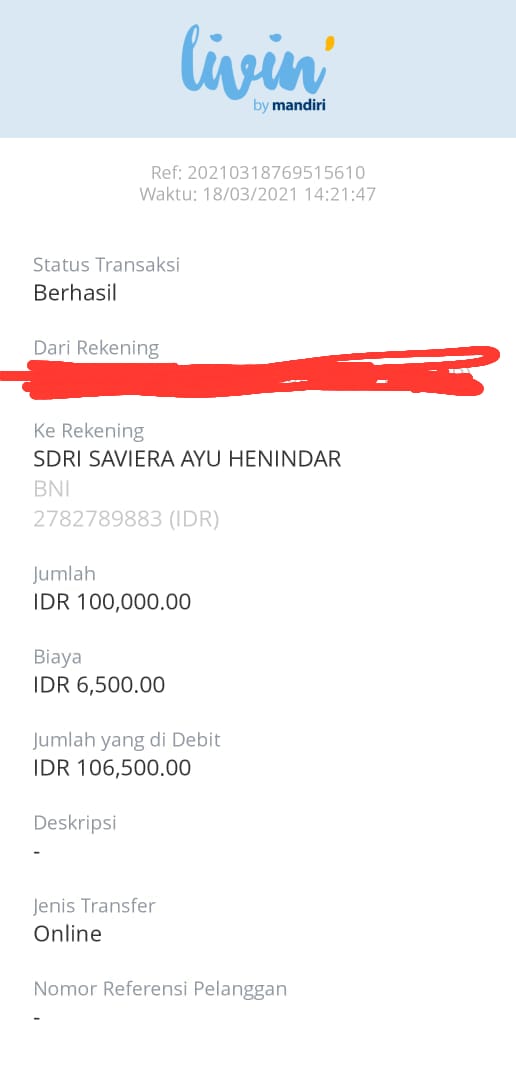 livin'
by mandiri
Ref: 20210318769515610
Waktu: 18/03/2021 14:21:47
Status Transaksi
Berhasil
Dari Rekening
Ke Rekening
SDRI SAVIERA AYU HENINDAR
BNI
2782789883 (IDR)
Jumlah
IDR 100,000.00
Biaya
IDR 6,500.00
Jumlah yang di Debit
IDR 106,500.00
Deskripsi
-
Jenis Transfer
Online
Nomor Referensi Pelanggan
-